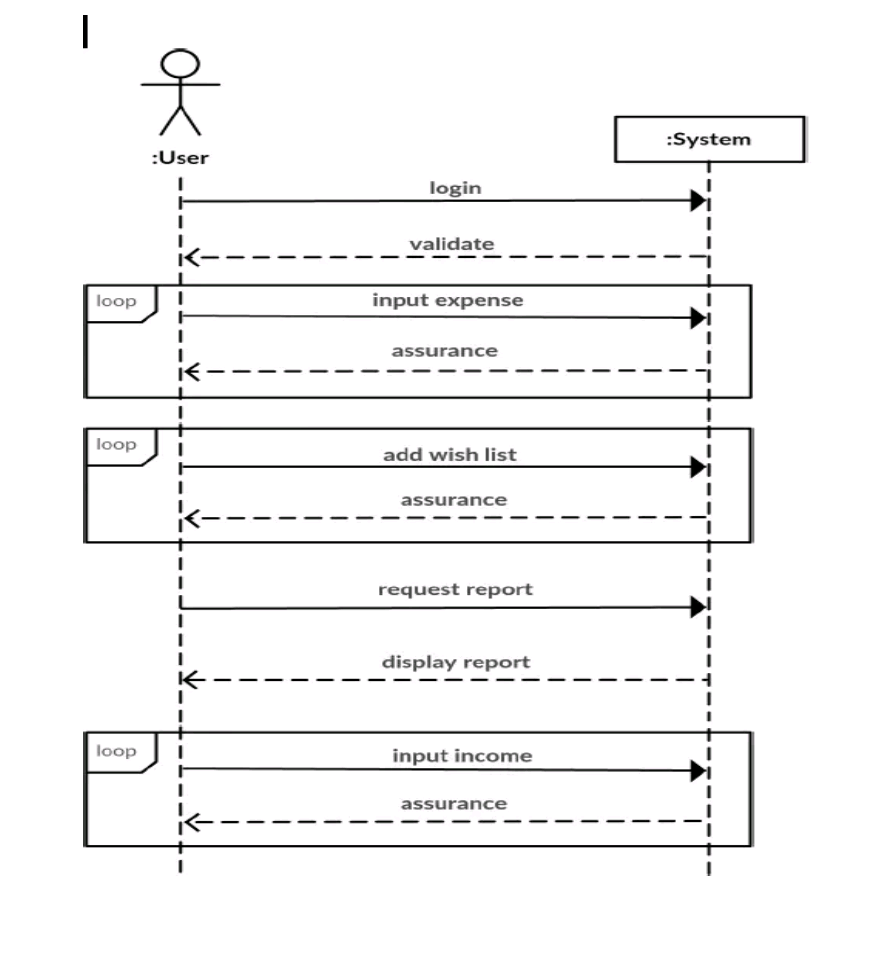 :User
:System
login
validate
loop
input expense
assurance
loop
add wish list
assurance
request report
display report
loop
input income
assurance